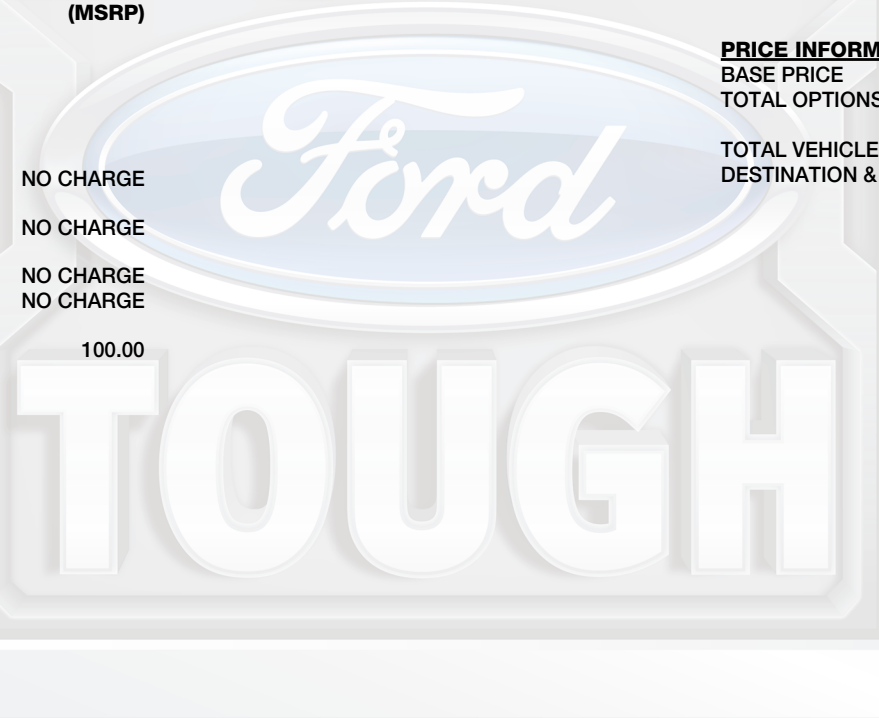 (MSRP)
NO CHARGE
NO CHARGE
NO CHARGE
NO CHARGE
100.00
PRICE INFORM
BASE PRICE
TOTAL OPTIONS
TOTAL VEHICLE
DESTINATION &
Ford
TOUGH